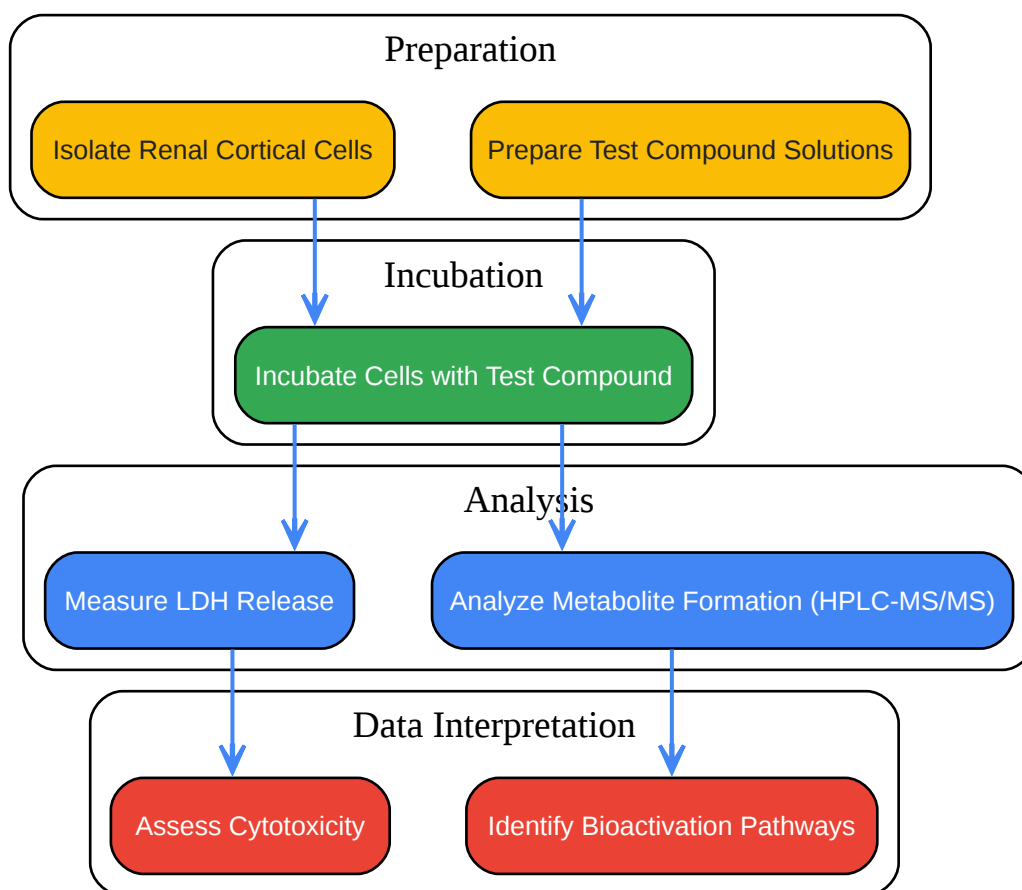 Preparation
Isolate Renal Cortical Cells
Prepare Test Compound Solutions
Incubation
Incubate Cells with Test Compound
Analysis
Measure LDH Release
Analyze Metabolite Formation (HPLC-MS/MS)
Data Interpretation
Assess Cytotoxicity
Identify Bioactivation Pathways